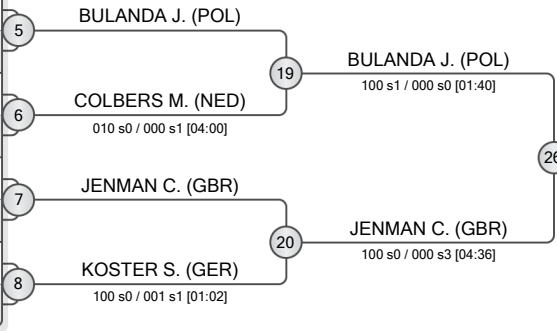 BULANDA J. (POL)
5
19
BULANDA J. (POL)
100 s1 / 000 s0 [01:40]
COLBERS M. (NED)
6
010 s0 / 000 s1 [04:00]
26
JENMAN C. (GBR)
7
20
JENMAN C. (GBR)
100 s0 / 000 s3 [04:36]
KOSTER S. (GER)
8
100 s0 / 001 s1 [01:02]